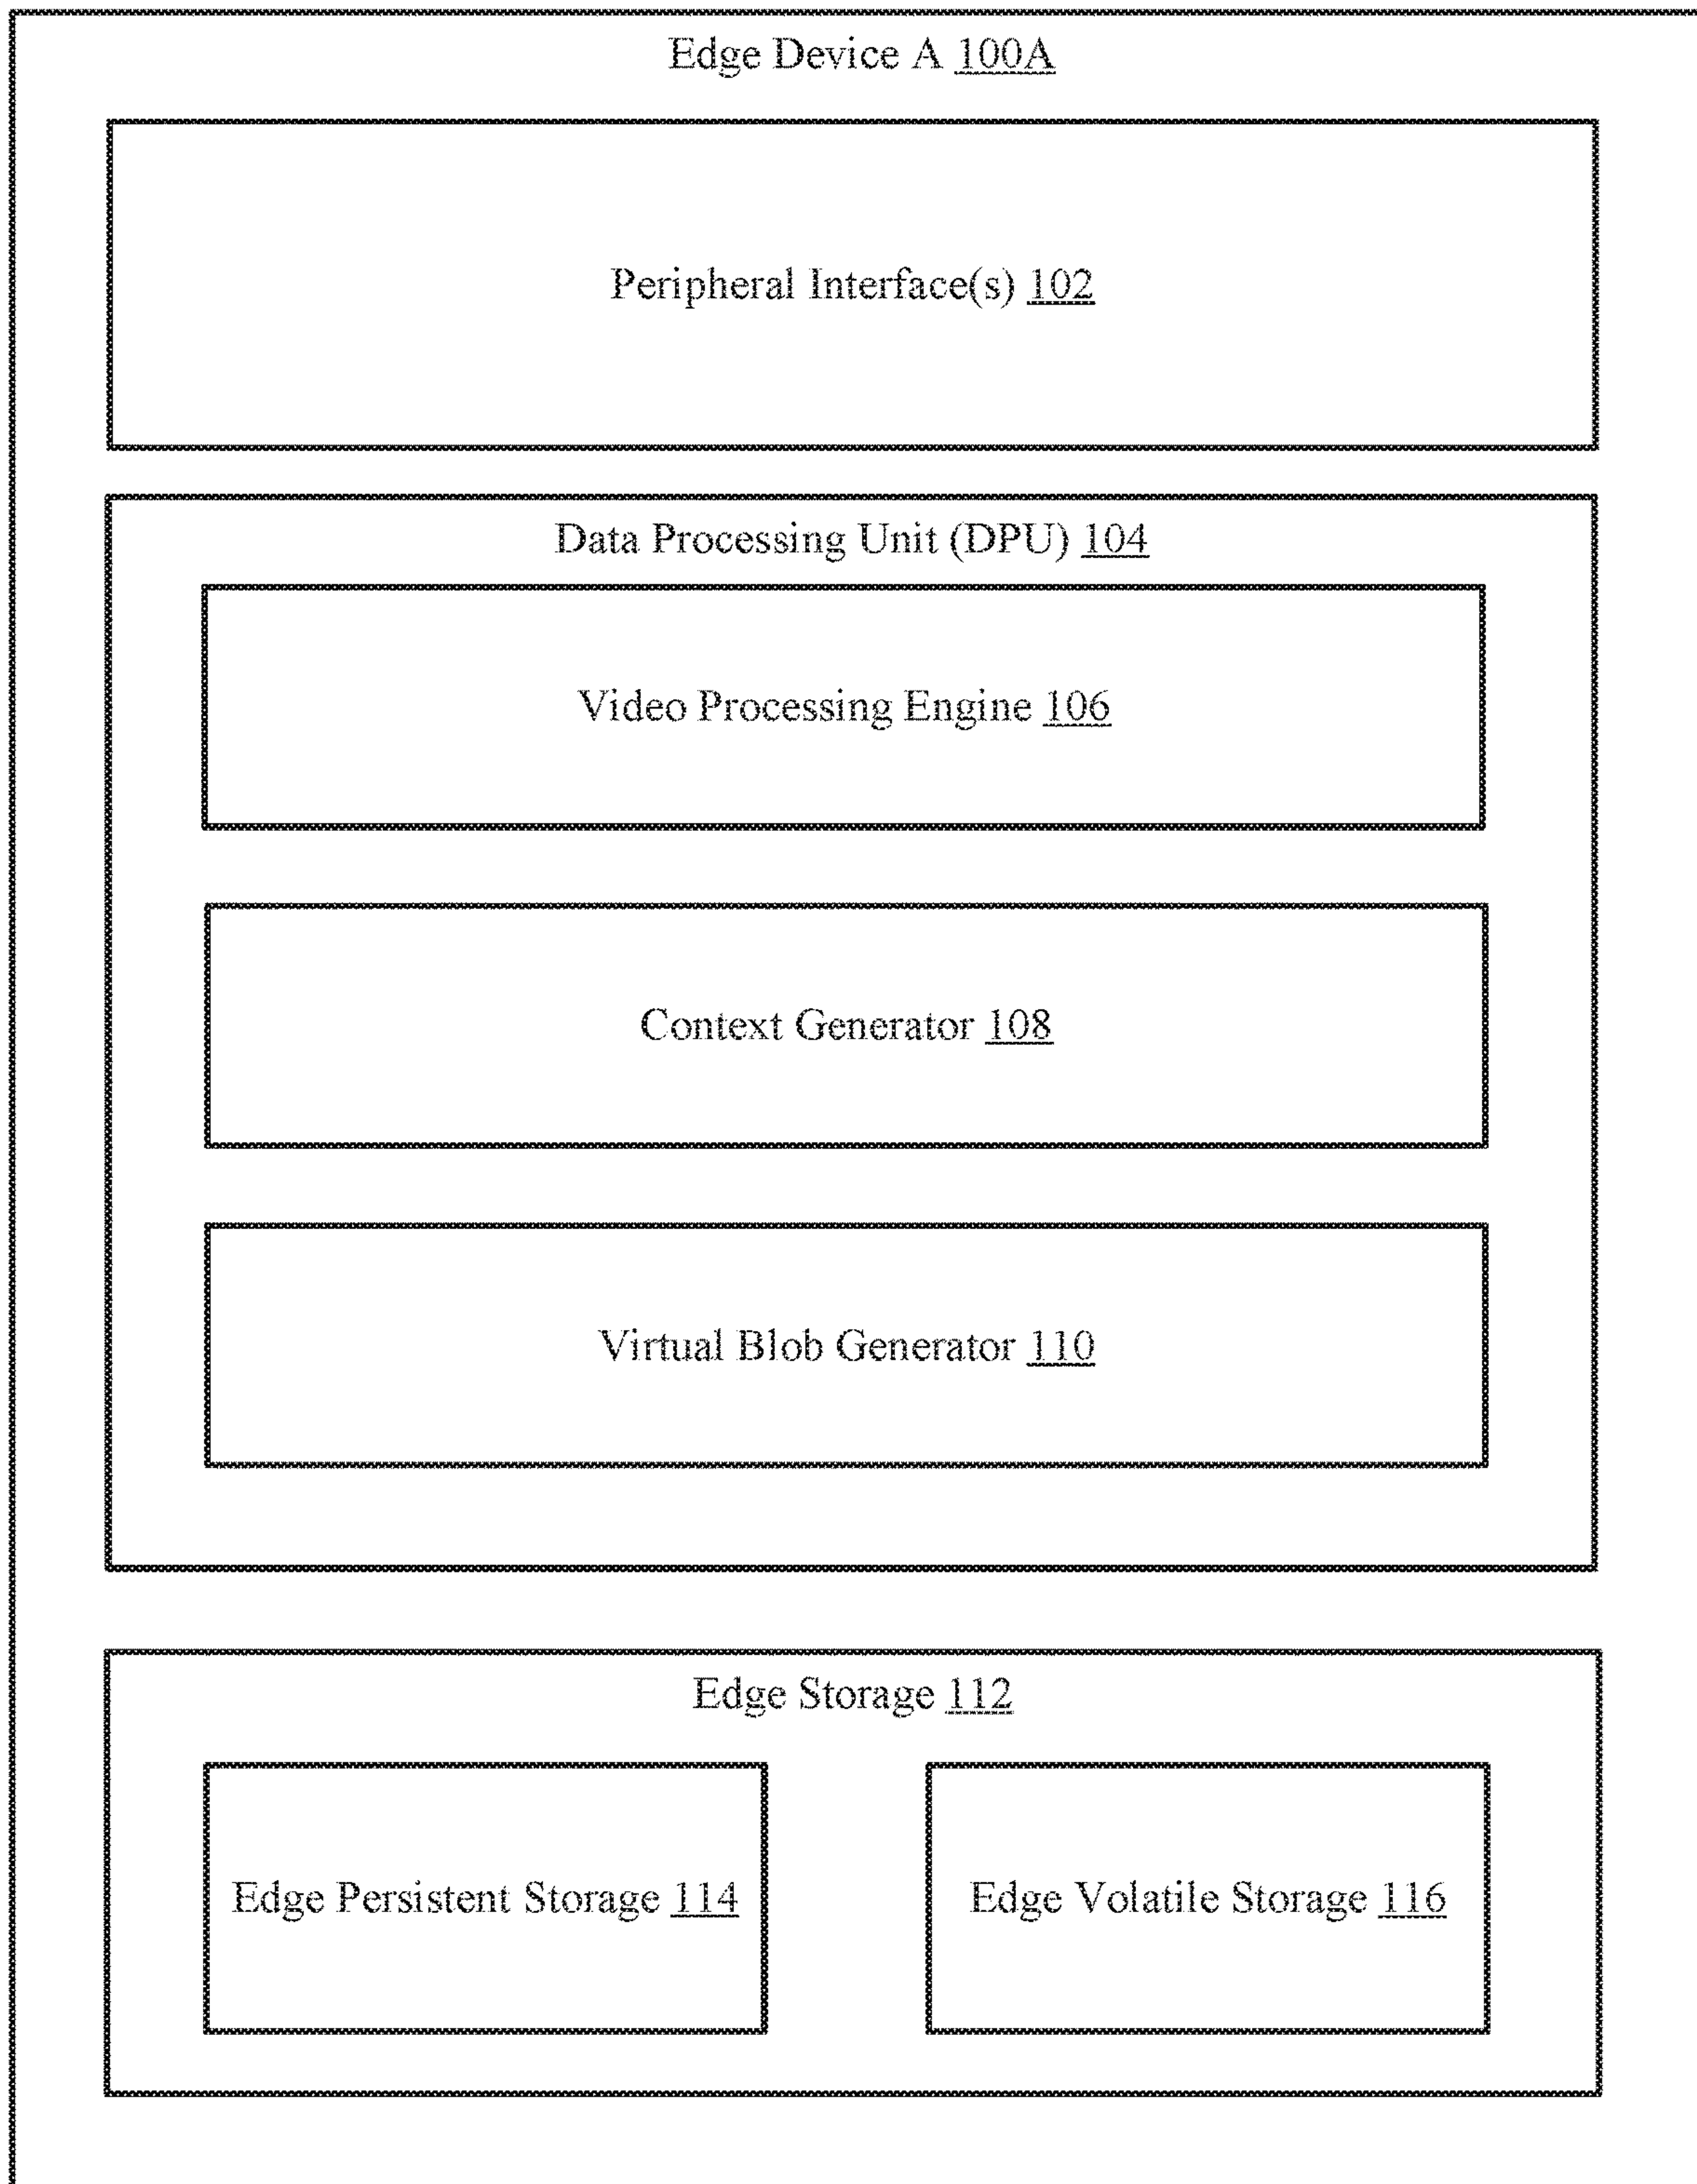 Edge Device A 100A
Peripheral Interface(s) 102
Data Processing Unit (DPU) 104
Video Processing Engine 106
Context Generator 108
Virtual Blob Generator 110
Edge Storage 112
Edge Persistent Storage 114
Edge Volatile Storage 116